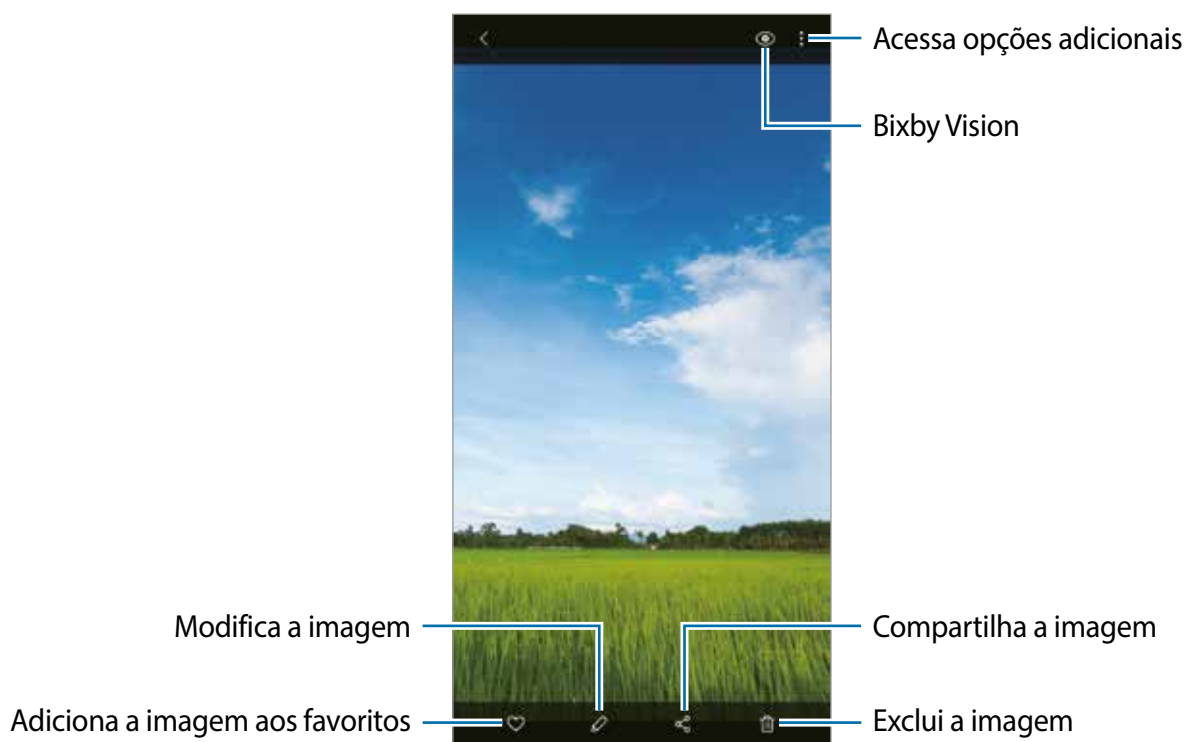 Acessa opções adicionais
Bixby Vision
Modifica a imagem
Compartilha a imagem
Adiciona a imagem aos favoritos
Exclui a imagem